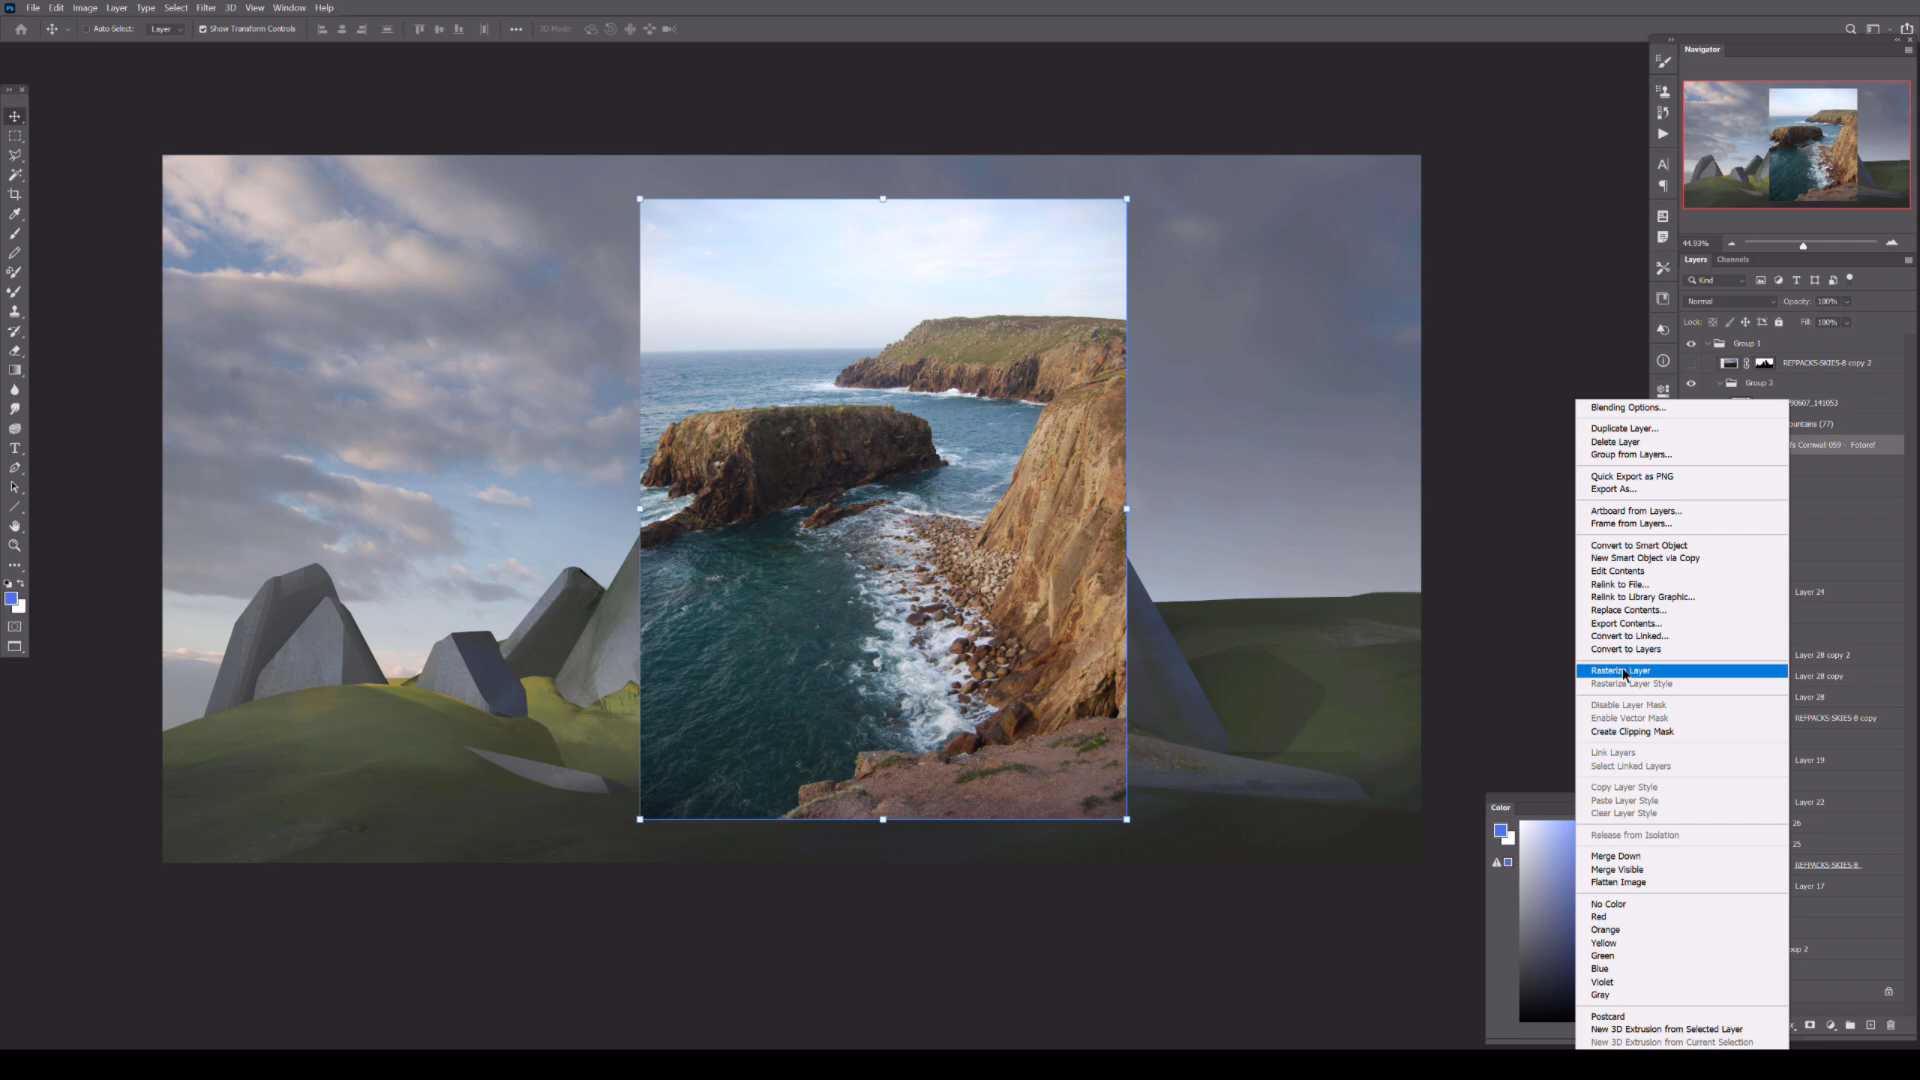 Ps File Edit Image Layer Type Select Filter 3D View Window Help
Auto-Select: Layer Show Transform Controls 3D Mode:
Navigator
44.93%
Layers Channels
Kind
Normal Opacity: 100%
Lock: Fill: 100%
Group 1
REFPACKS-SKIES-8 copy 2
Group 3
90607_141053
ountains (77)
fs Cornwall 059 - Fotoref
Layer 24
Layer 28 copy 2
Layer 28 copy
Layer 28
REFPACKS-SKIES-8 copy
Layer 19
Layer 22
26
25
REFPACKS-SKIES-8
Layer 17
oup 2
Blending Options...
Duplicate Layer...
Delete Layer
Group from Layers...
Quick Export as PNG
Export As...
Artboard from Layers...
Frame from Layers...
Convert to Smart Object
New Smart Object via Copy
Edit Contents
Relink to File...
Relink to Library Graphic...
Replace Contents...
Export Contents...
Convert to Linked...
Convert to Layers
Rasterize Layer
Rasterize Layer Style
Disable Layer Mask
Enable Vector Mask
Create Clipping Mask
Link Layers
Select Linked Layers
Copy Layer Style
Paste Layer Style
Clear Layer Style
Release from Isolation
Merge Down
Merge Visible
Flatten Image
No Color
Red
Orange
Yellow
Green
Blue
Violet
Gray
Postcard
New 3D Extrusion from Selected Layer
New 3D Extrusion from Current Selection
Color